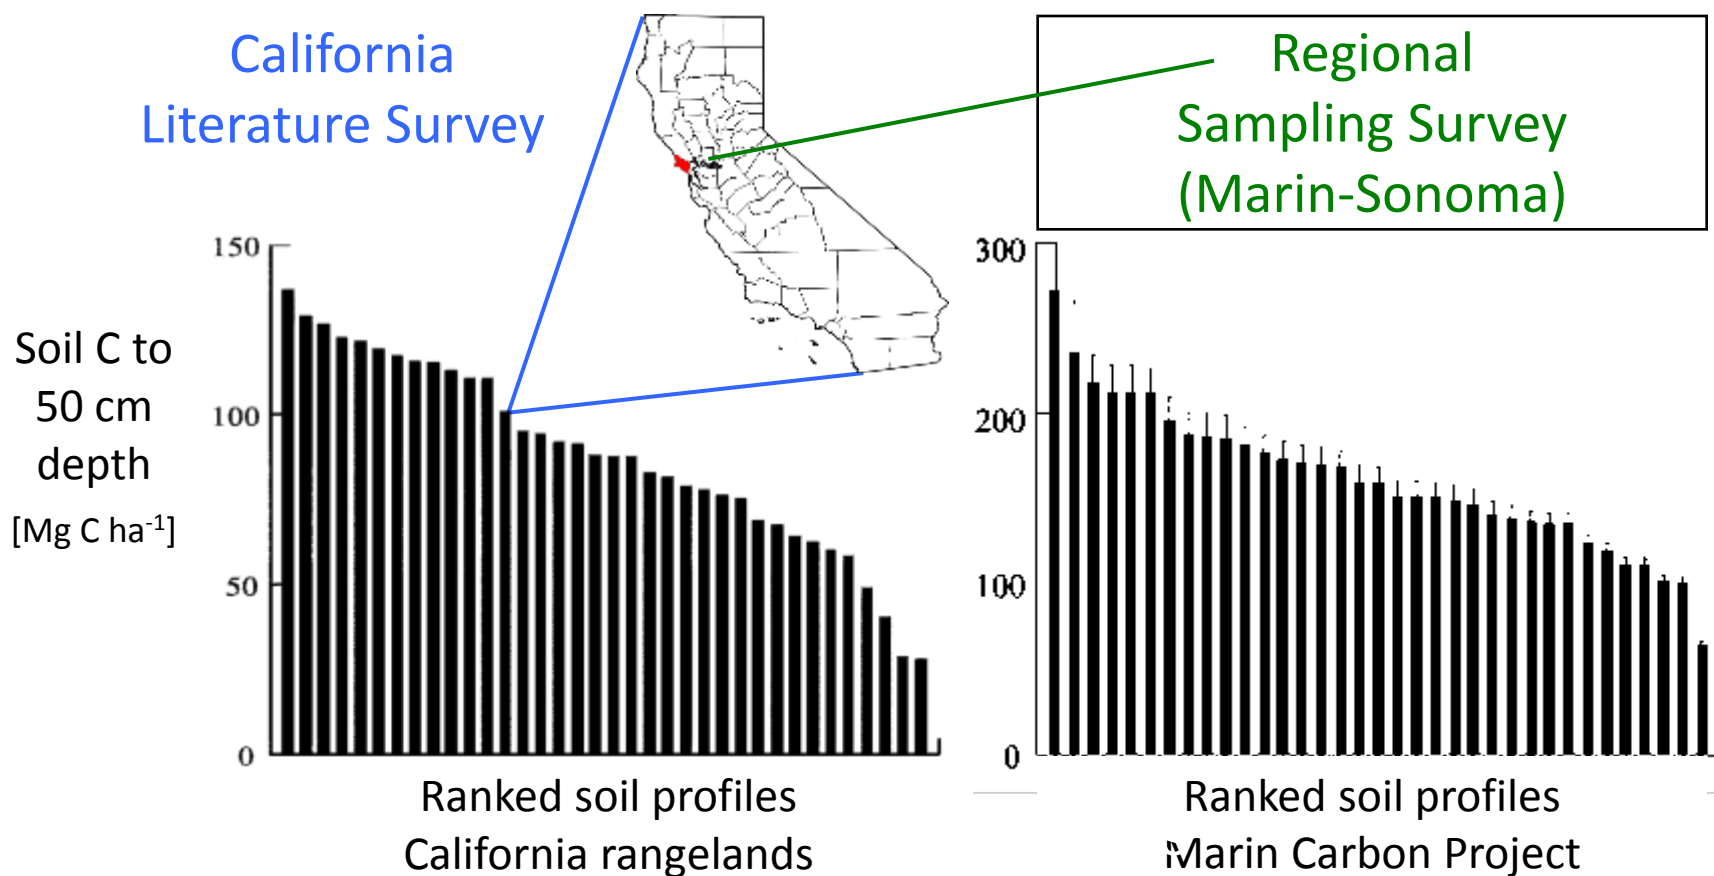 California
Literature Survey
Regional
Sampling Survey
(Marin-Sonoma)
150
100
50
0
Soil C to
50 cm
depth
[Mg C ha⁻¹]
300
200
100
0
Ranked soil profiles
California rangelands
Ranked soil profiles
Marin Carbon Project